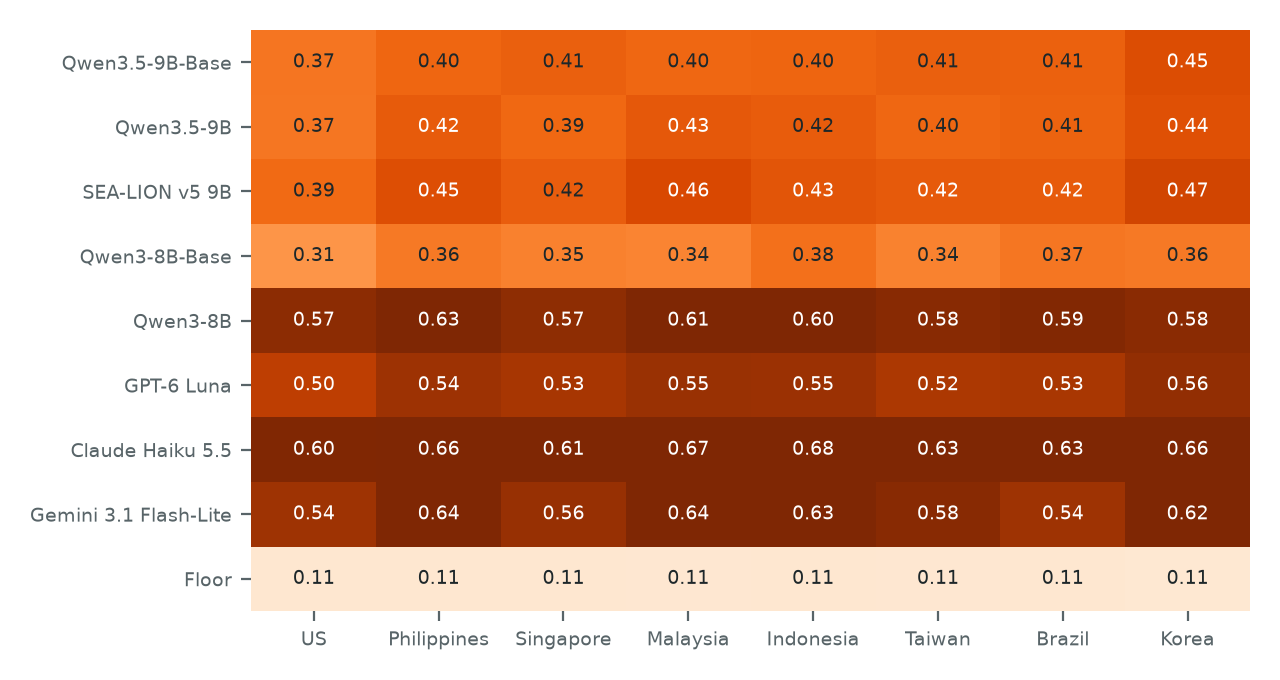 Qwen3.5-9B-Base 0.37 0.40 0.41 0.40 0.40 0.41 0.41 0.45
Qwen3.5-9B 0.37 0.42 0.39 0.43 0.42 0.40 0.41 0.44
SEA-LION v5 9B 0.39 0.45 0.42 0.46 0.43 0.42 0.42 0.47
Qwen3-8B-Base 0.31 0.36 0.35 0.34 0.38 0.34 0.37 0.36
Qwen3-8B 0.57 0.63 0.57 0.61 0.60 0.58 0.59 0.58
GPT-6 Luna 0.50 0.54 0.53 0.55 0.55 0.52 0.53 0.56
Claude Haiku 5.5 0.60 0.66 0.61 0.67 0.68 0.63 0.63 0.66
Gemini 3.1 Flash-Lite 0.54 0.64 0.56 0.64 0.63 0.58 0.54 0.62
Floor 0.11 0.11 0.11 0.11 0.11 0.11 0.11 0.11
US Philippines Singapore Malaysia Indonesia Taiwan Brazil Korea